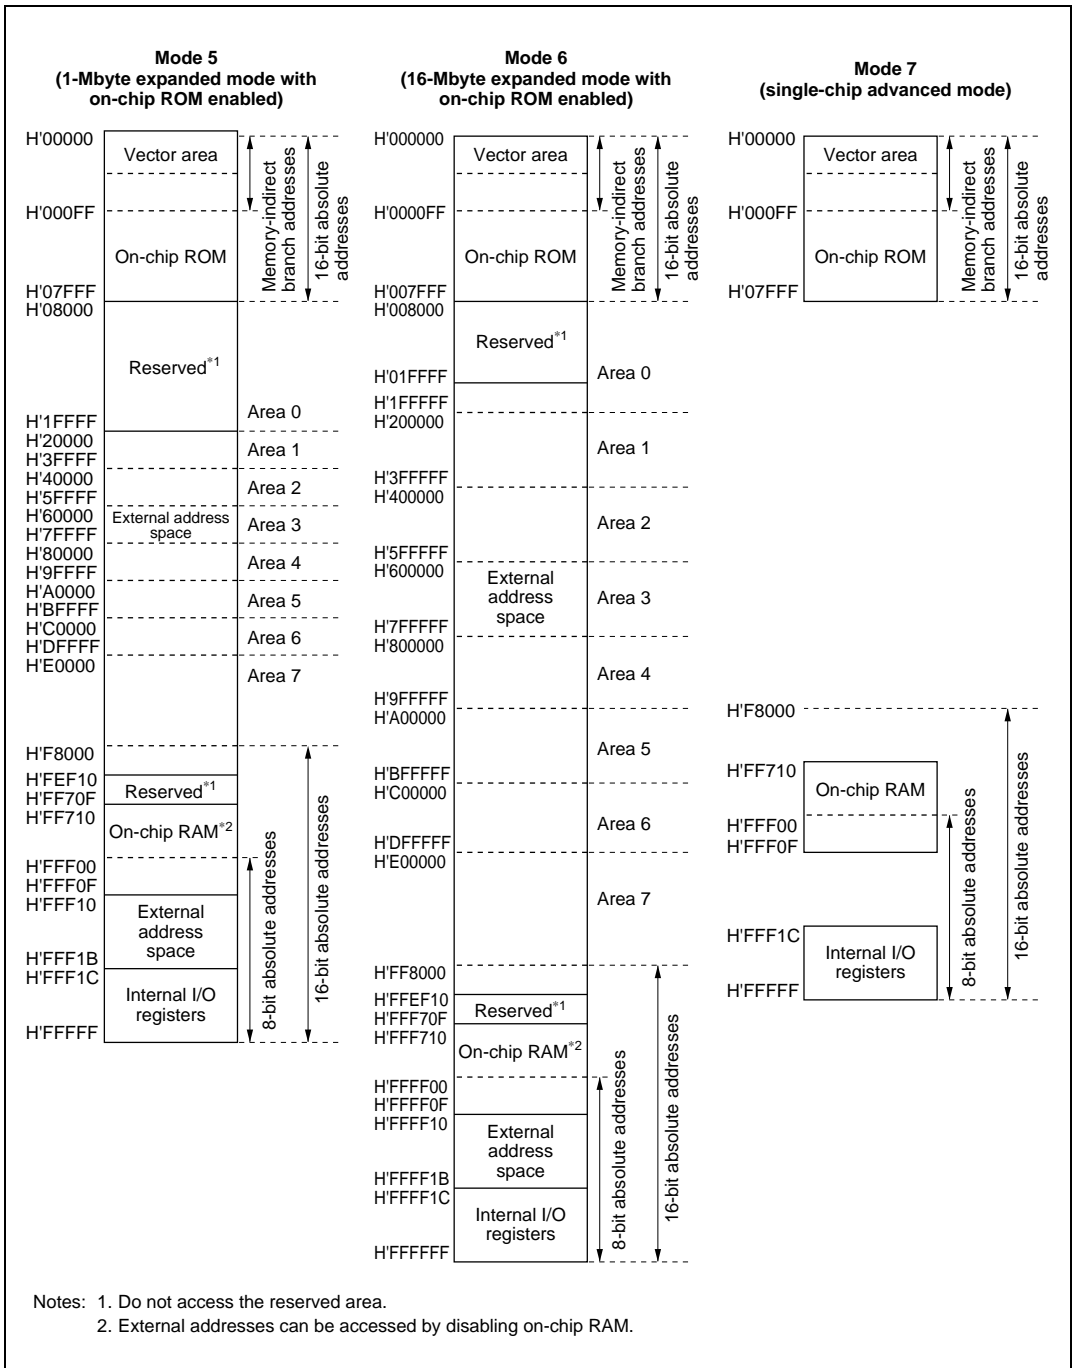 Mode 5
(1-Mbyte expanded mode with
on-chip ROM enabled)
H'00000
Vector area
H'000FF
On-chip ROM
H'07FFF
H'08000
Reserved*1
H'1FFFF
H'20000
H'3FFFF
H'40000
H'5FFFF
H'60000
H'7FFFF
H'80000
H'9FFFF
H'A0000
H'BFFFF
H'C0000
H'DFFFF
H'E0000
External address
space
Area 0
Area 1
Area 2
Area 3
Area 4
Area 5
Area 6
Area 7
H'F8000
H'FEF10
H'FF70F
H'FF710
Reserved*1
On-chip RAM*2
H'FFF00
H'FFF0F
H'FFF10
External
address
space
H'FFF1B
H'FFF1C
Internal I/O
registers
H'FFFFF
Memory-indirect
branch addresses
16-bit absolute
addresses
8-bit absolute addresses
16-bit absolute addresses
Mode 6
(16-Mbyte expanded mode with
on-chip ROM enabled)
H'000000
Vector area
H'0000FF
On-chip ROM
H'007FFF
H'008000
Reserved*1
H'01FFFF
H'1FFFFF
H'200000
H'3FFFFF
H'400000
H'5FFFFF
H'600000
External
address
space
H'7FFFFF
H'800000
H'9FFFFF
H'A00000
H'BFFFFF
H'C00000
H'DFFFFF
H'E00000
Area 0
Area 1
Area 2
Area 3
Area 4
Area 5
Area 6
Area 7
H'FF8000
H'FFEF10
H'FFF70F
H'FFF710
Reserved*1
On-chip RAM*2
H'FFFF00
H'FFFF0F
H'FFFF10
External
address
space
H'FFFF1B
H'FFFF1C
Internal I/O
registers
H'FFFFFF
Memory-indirect
branch addresses
16-bit absolute
addresses
8-bit absolute addresses
16-bit absolute addresses
Mode 7
(single-chip advanced mode)
H'00000
Vector area
H'000FF
On-chip ROM
H'07FFF
Memory-indirect
branch addresses
16-bit absolute
addresses
H'F8000
H'FF710
On-chip RAM
H'FFF00
H'FFF0F
H'FFF1C
Internal I/O
registers
H'FFFFF
8-bit absolute addresses
16-bit absolute addresses
Notes: 1. Do not access the reserved area.
2. External addresses can be accessed by disabling on-chip RAM.